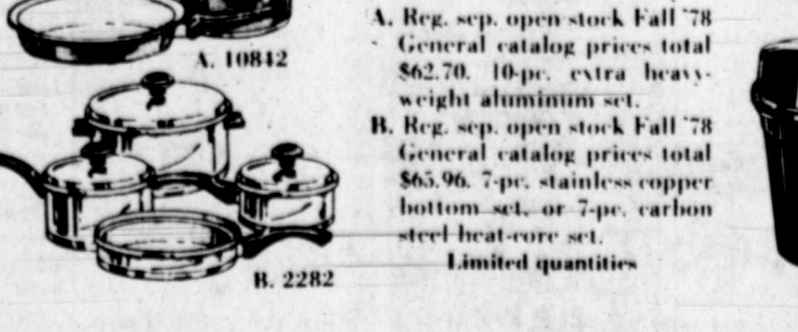 A. 10842
B. 2282
A. Reg. sep. open stock Fall '78
General catalog prices total
$62.70. 10-pc. extra heavy-
weight aluminum set.
B. Reg. sep. open stock Fall '78
General catalog prices total
$65.96. 7-pc. stainless copper
bottom set, or 7-pc. carbon
steel heat-core set.
Limited quantities